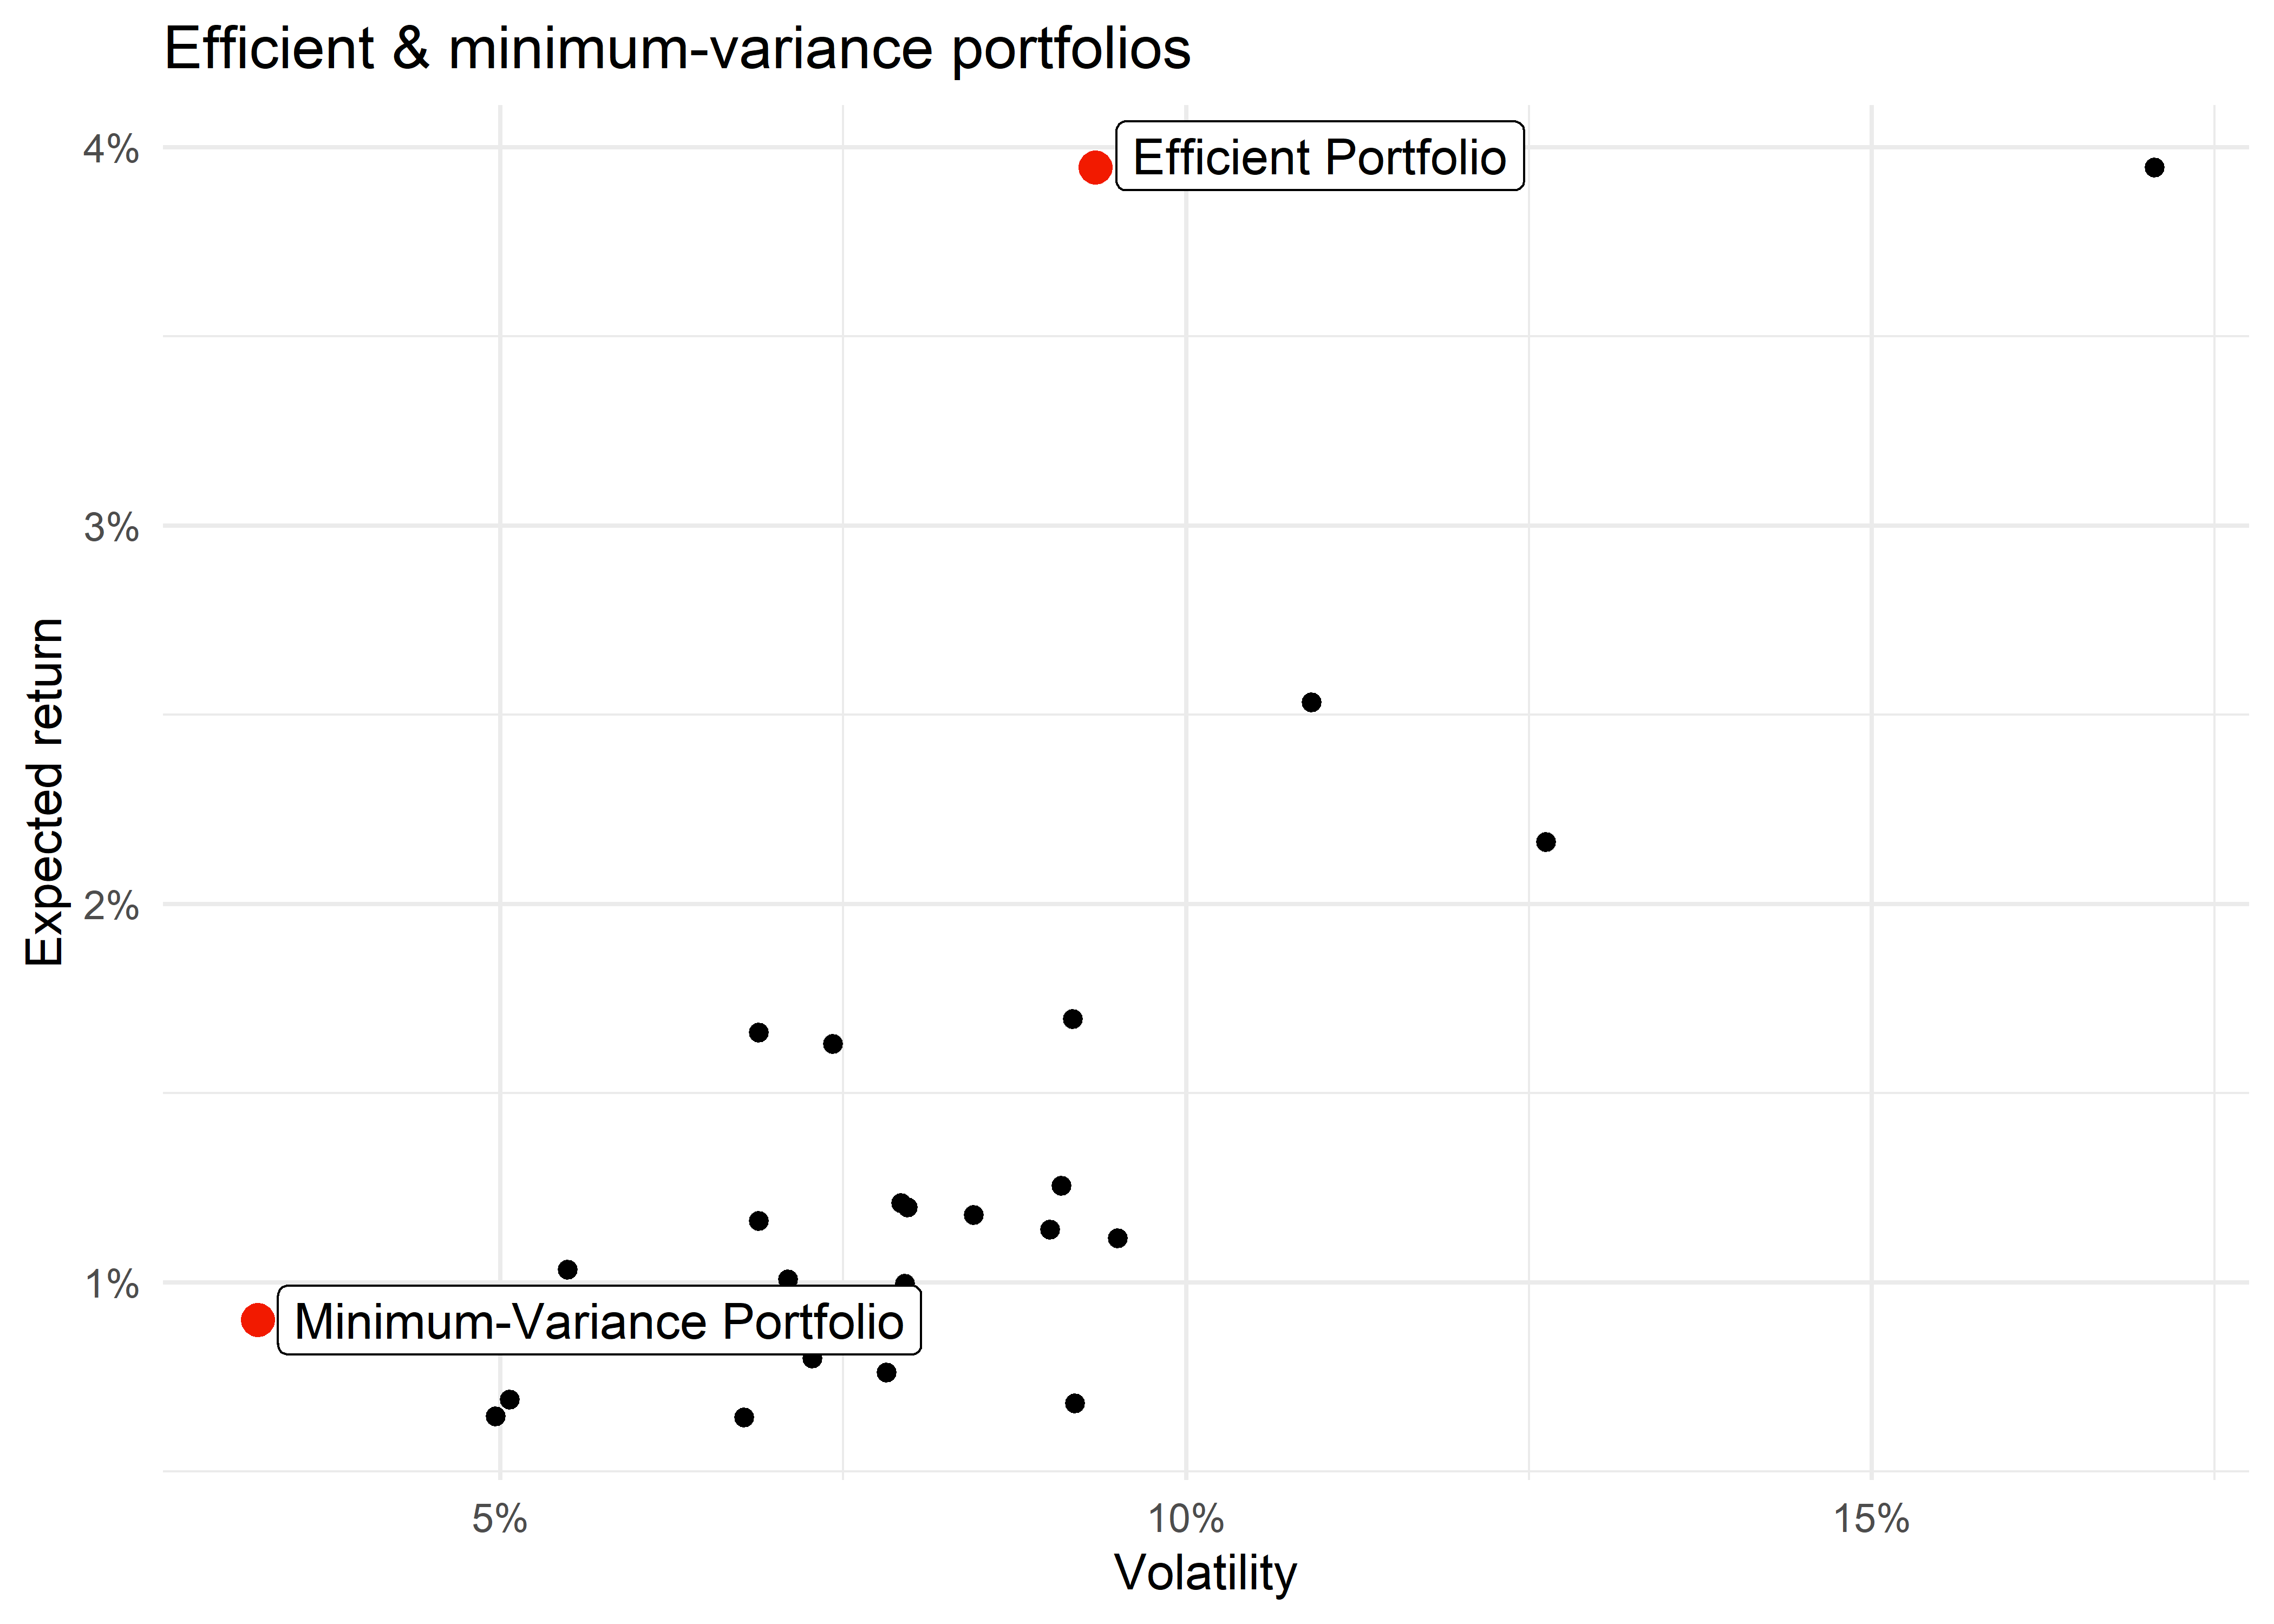 Efficient & minimum-variance portfolios
4%
3%
2%
1%
Expected return
Efficient Portfolio
Minimum-Variance Portfolio
5%
10%
15%
Volatility